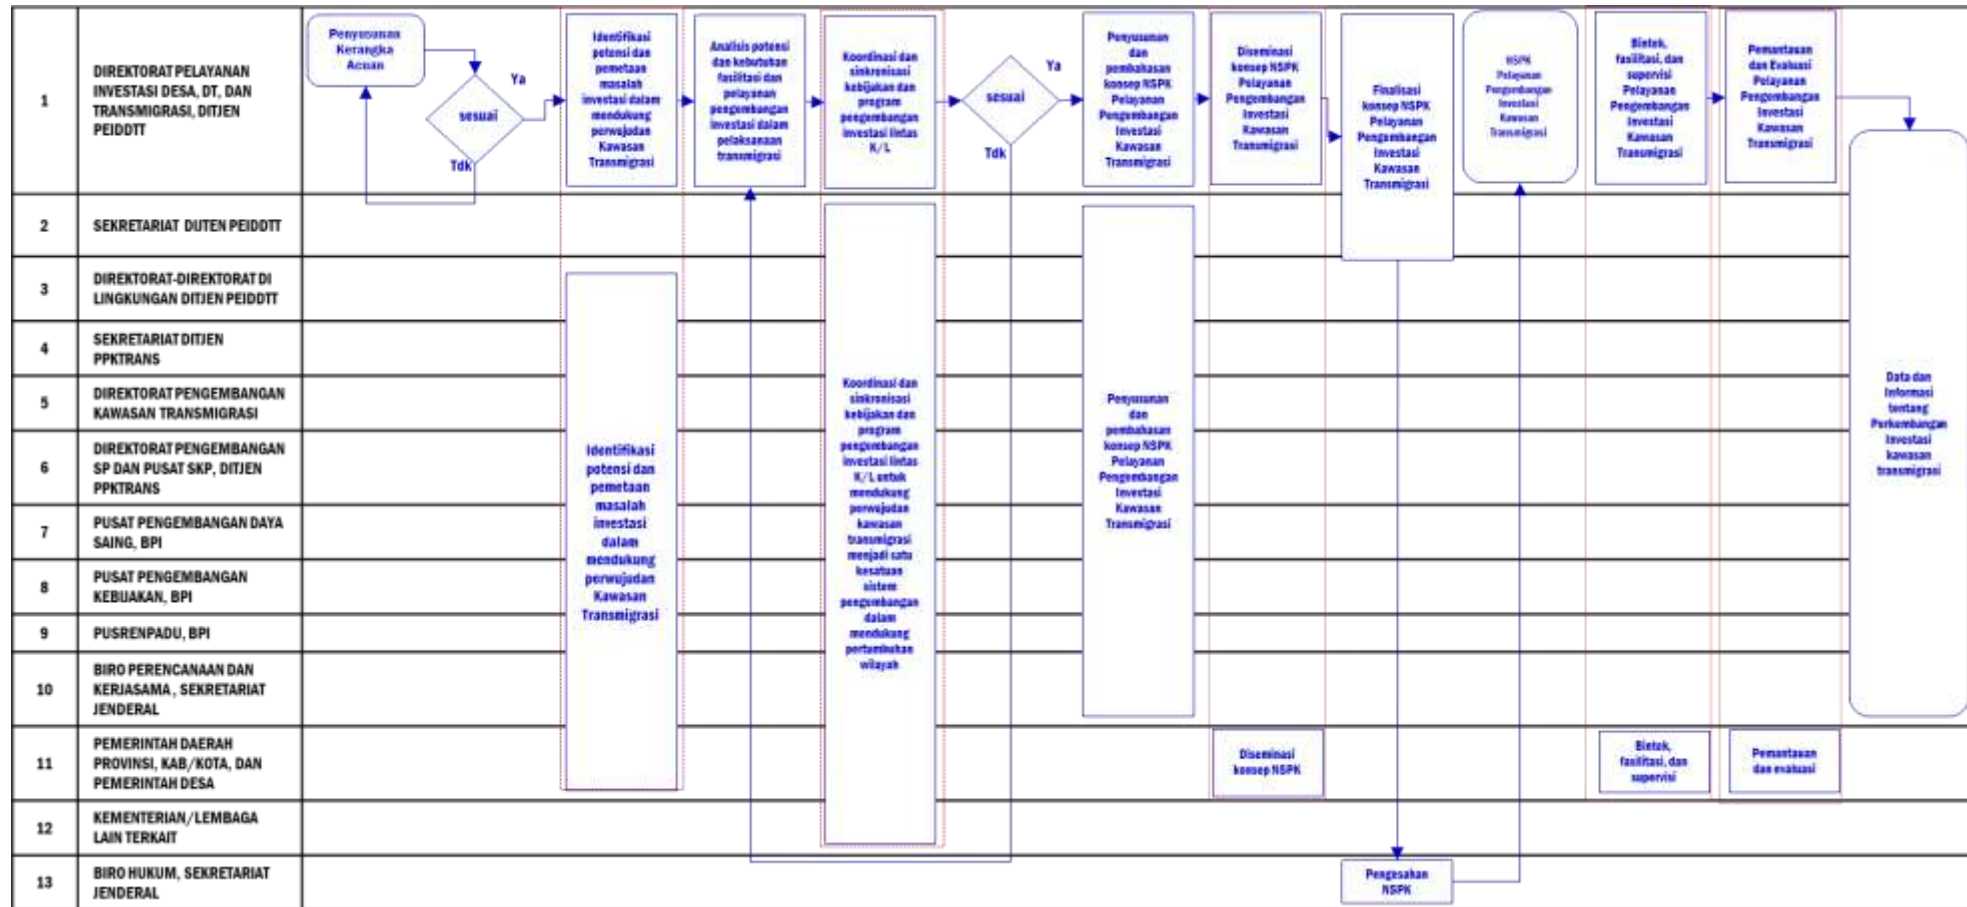 1
DIREKTORAT PELAYANAN
INVESTASI DESA, DT, DAN
TRANSMIGRASI, DITJEN
PEIDDTT
Penyusunan
Kerangka
Acuan
sesuai
Ya
Tdk
Identifikasi
potensi dan
pemetaan
masalah
investasi dalam
mendukung
perwujudan
Kawasan
Transmigrasi
Analisis potensi
dan kebutuhan
fasilitasi dan
pelayanan
pengembangan
investasi dalam
pelaksanaan
transmigrasi
Koordinasi dan
sinkronisasi
kebijakan dan
program
pengembangan
investasi lintas
K/L
sesuai
Ya
Tdk
Penyusunan
dan
pembahasan
konsep NSPK
Pelayanan
Pengembangan
Investasi
Kawasan
Transmigrasi
Diseminasi
konsep NSPK
Pelayanan
Pengembangan
Investasi
Kawasan
Transmigrasi
Finalisasi
konsep NSPK
Pelayanan
Pengembangan
Investasi
Kawasan
Transmigrasi
NSPK
Pelayanan
Pengembangan
Investasi
Kawasan
Transmigrasi
Bintek,
fasilitasi, dan
supervisi
Pelayanan
Pengembangan
Investasi
Kawasan
Transmigrasi
Pemantauan
dan Evaluasi
Pelayanan
Pengembangan
Investasi
Kawasan
Transmigrasi
2
SEKRETARIAT DIJTEN PEIDDTT
3
DIREKTORAT-DIREKTORAT DI
LINGKUNGAN DITJEN PEIDDTT
4
SEKRETARIAT DITJEN
PPKTRANS
5
DIREKTORAT PENGEMBANGAN
KAWASAN TRANSMIGRASI
6
DIREKTORAT PENGEMBANGAN
SP DAN PUSAT SKP, DITJEN
PPKTRANS
7
PUSAT PENGEMBANGAN DAYA
SAING, BPI
8
PUSAT PENGEMBANGAN
KEBIJAKAN, BPI
9
PUSRENPADU, BPI
10
BIRO PERENCANAAN DAN
KERJASAMA , SEKRETARIAT
JENDERAL
Identifikasi
potensi dan
pemetaan
masalah
investasi
dalam
mendukung
perwujudan
Kawasan
Transmigrasi
Koordinasi dan
sinkronisasi
kebijakan dan
program
pengembangan
investasi lintas
K/L untuk
mendukung
perwujudan
kawasan
transmigrasi
menjadi satu
kesatuan
sistem
pengembangan
dalam
mendukung
pertumbuhan
wilayah
Penyusunan
dan
pembahasan
konsep NSPK
Pelayanan
Pengembangan
Investasi
Kawasan
Transmigrasi
Data dan
Informasi
tentang
Perkembangan
Investasi
kawasan
transmigrasi
11
PEMERINTAH DAERAH
PROVINSI, KAB/KOTA, DAN
PEMERINTAH DESA
Diseminasi
konsep NSPK
Bintek,
fasilitasi, dan
supervisi
Pemantauan
dan evaluasi
12
KEMENTERIAN/LEMBAGA
LAIN TERKAIT
13
BIRO HUKUM, SEKRETARIAT
JENDERAL
Pengesahan
NSPK